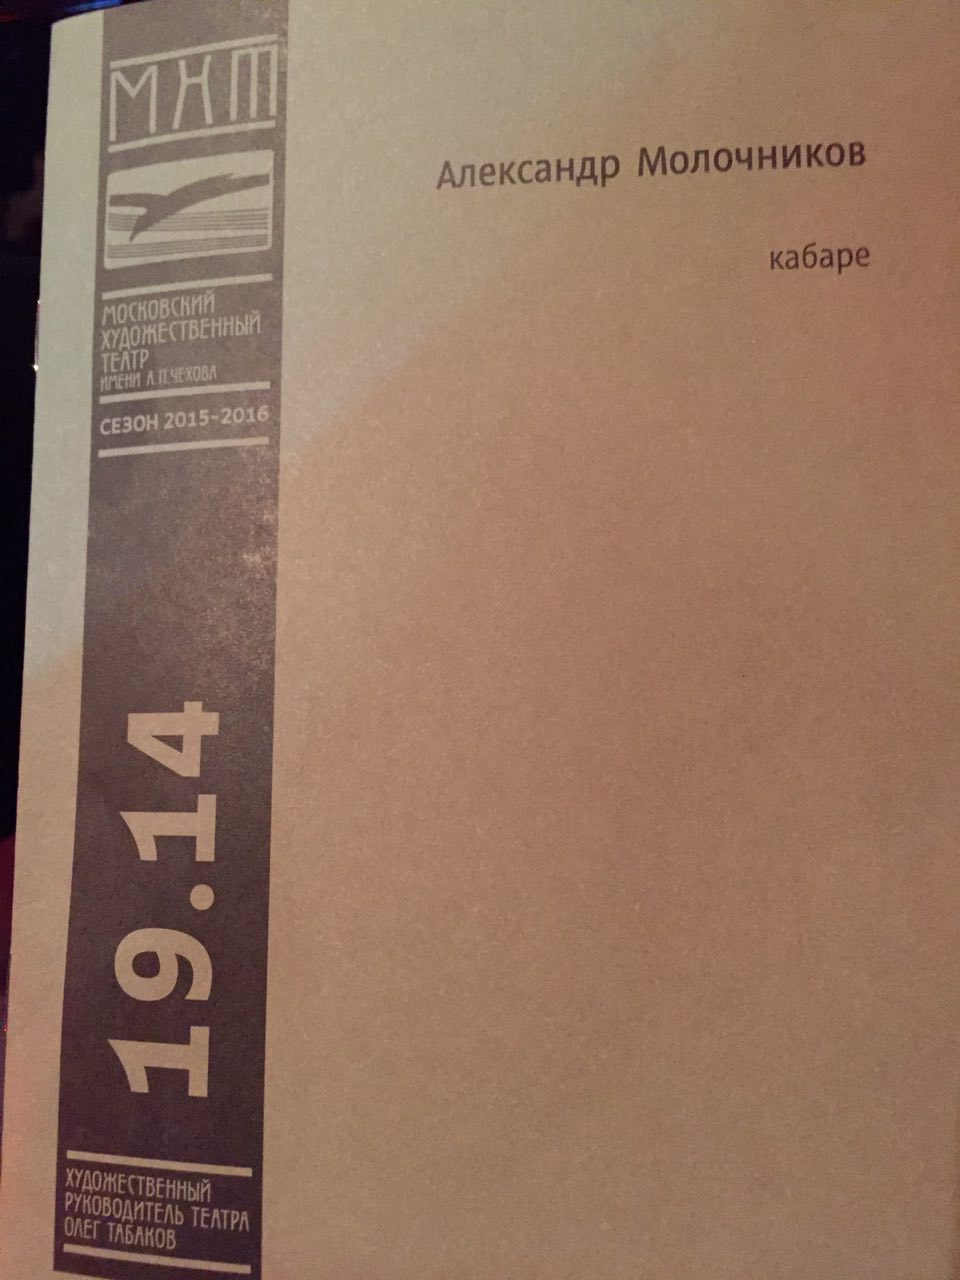 МХТ
МОСКОВСКИЙ
ХУДОЖЕСТВЕННЫЙ
ТЕАТР
ИМЕНИ А.П.ЧЕХОВА
СЕЗОН 2015-2016
19.14
ХУДОЖЕСТВЕННЫЙ
РУКОВОДИТЕЛЬ ТЕАТРА
ОЛЕГ ТАБАКОВ
Александр Молочников
кабаре